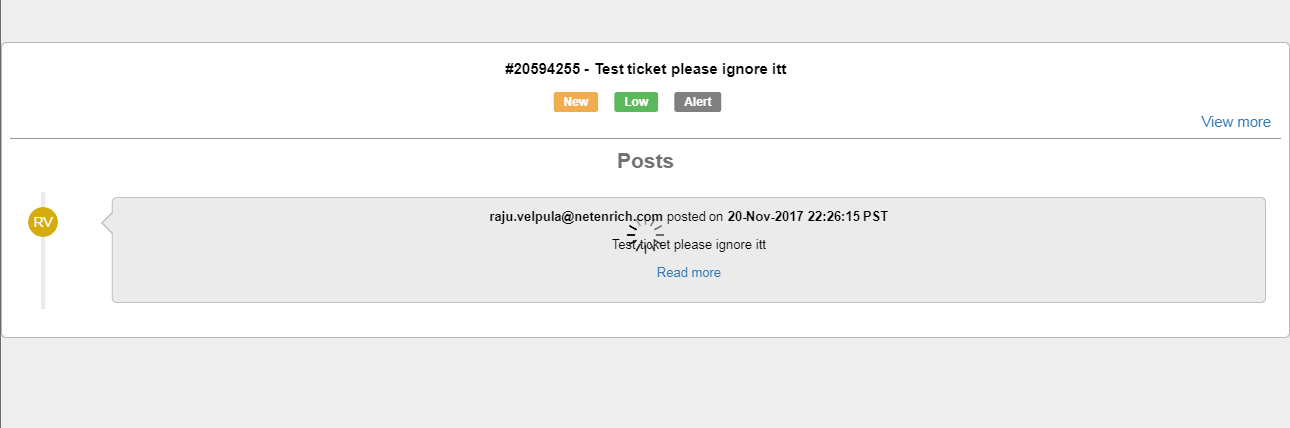 #20594255 - Test ticket please ignore itt
New Low Alert
View more
Posts
RV
raju.velpula@netenrich.com posted on 20-Nov-2017 22:26:15 PST
Test ticket please ignore itt
Read more